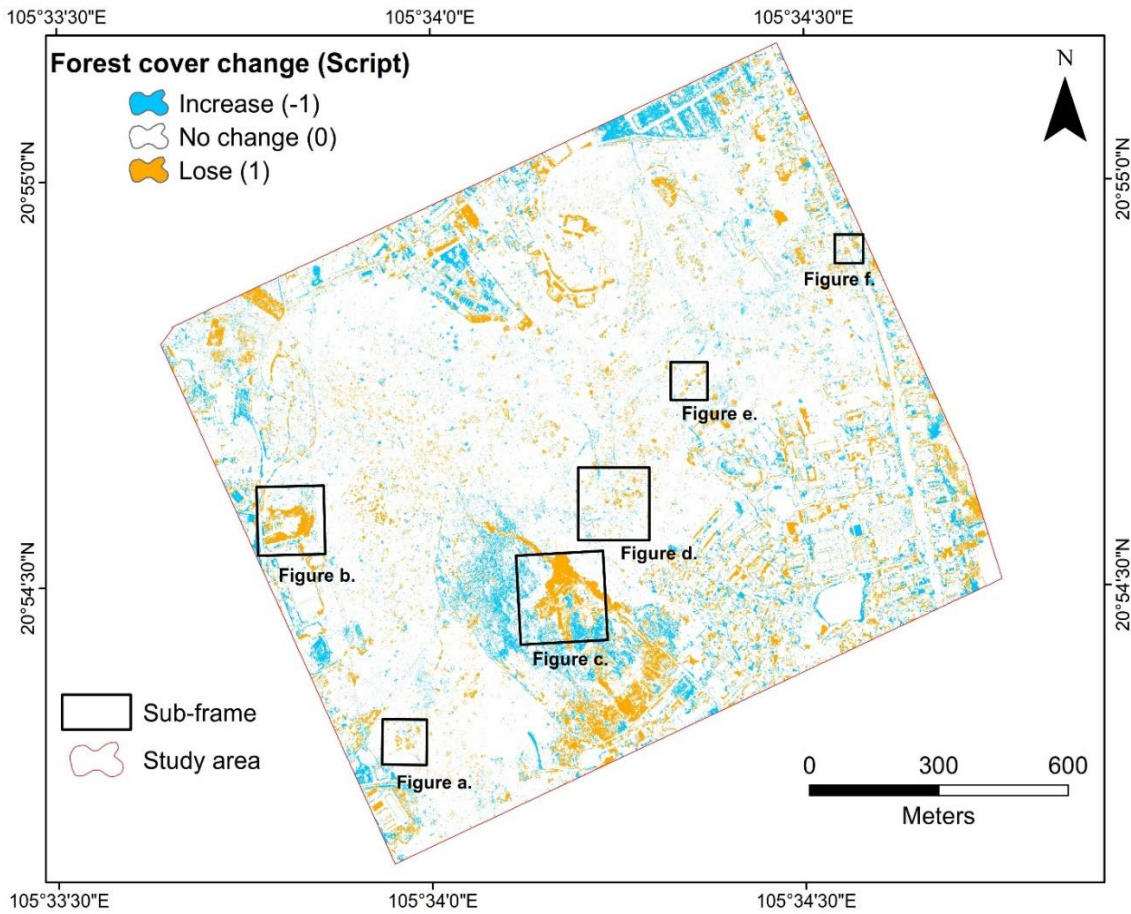 105°33'30"E
105°34'0"E
105°34'30"E
Forest cover change (Script)
Increase (-1)
No change (0)
Lose (1)
N
20°55'0"N
20°55'0"N
Figure f.
Figure e.
Figure d.
Figure b.
Figure c.
20°54'30"N
20°54'30"N
Sub-frame
Study area
Figure a.
0
300
600
Meters
105°33'30"E
105°34'0"E
105°34'30"E